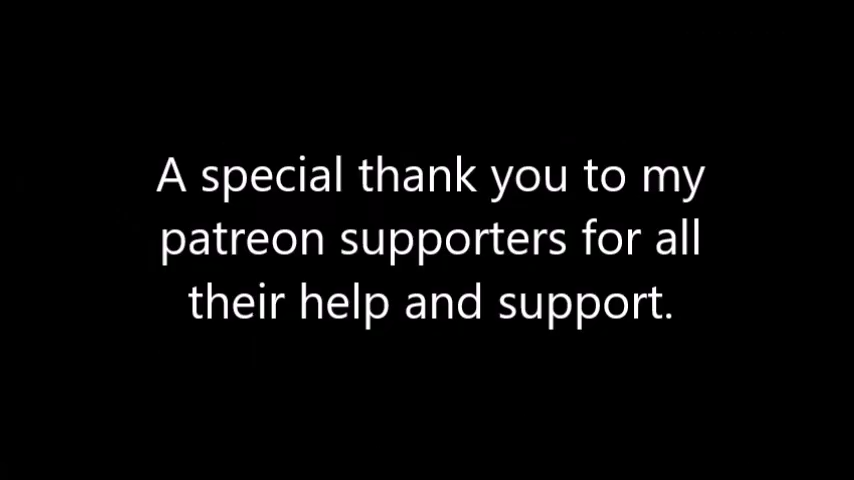 A special thank you to my
patreon supporters for all
their help and support.